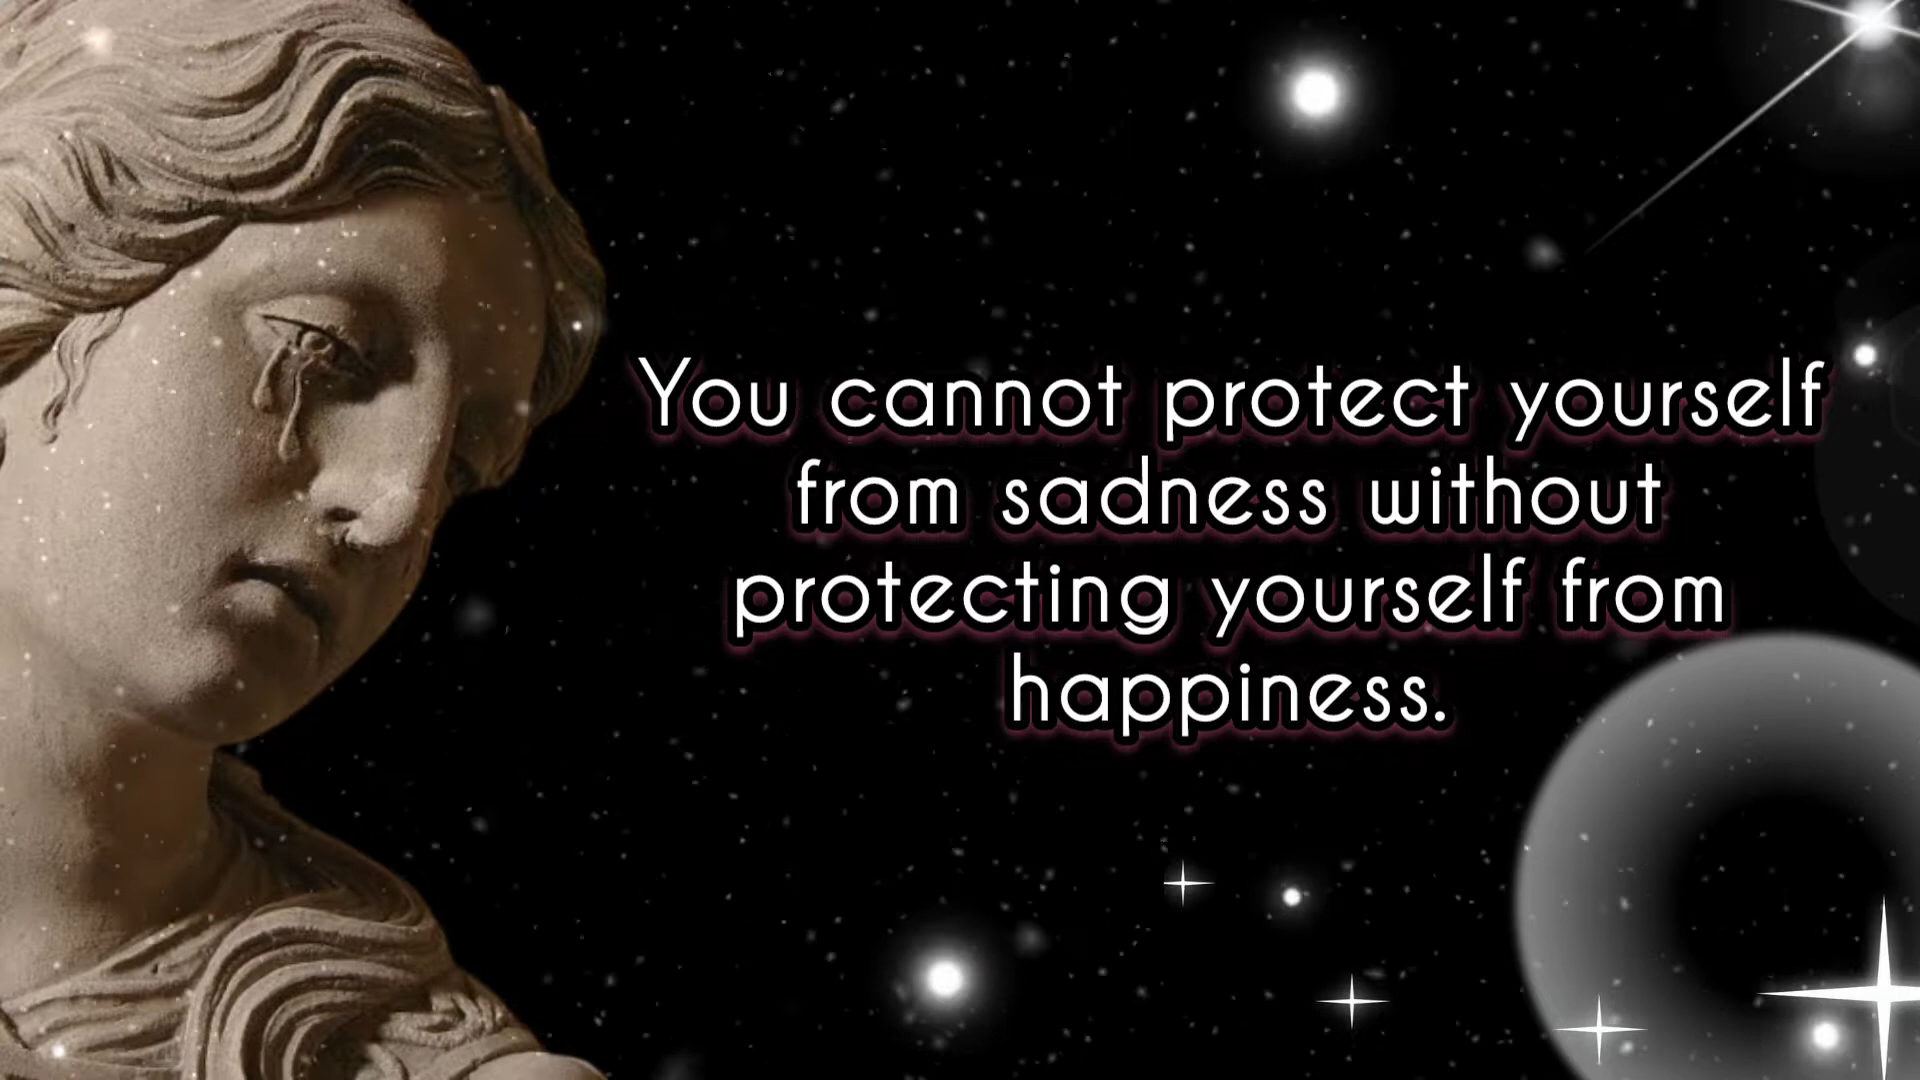 You cannot protect yourself
from sadness without
protecting yourself from
happiness.